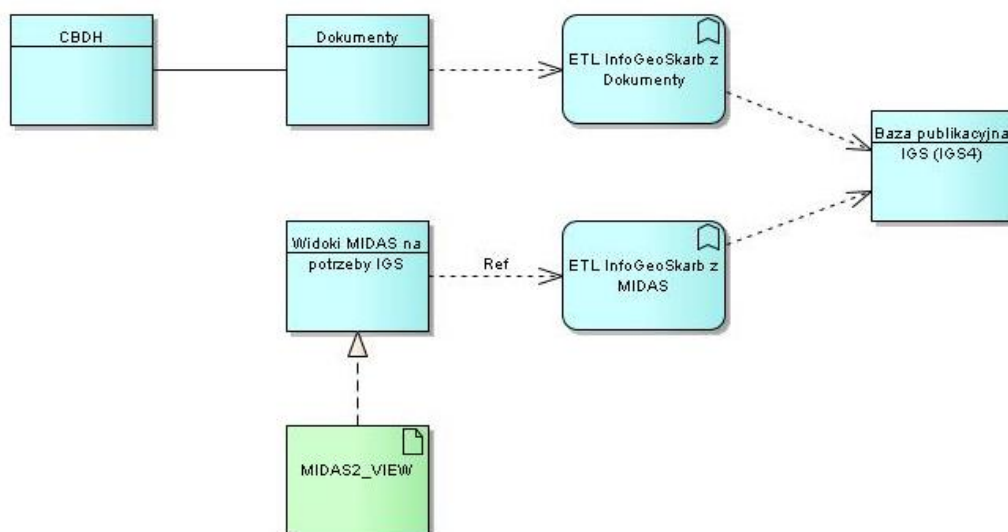 CBDH
Dokumenty
ETL InfoGeoSkarb z
Dokumenty
Baza publikacyjna
IGS (IGS4)
Widoki MIDAS na
potrzeby IGS
Ref
ETL InfoGeoSkarb z
MIDAS
MIDAS2_VIEW